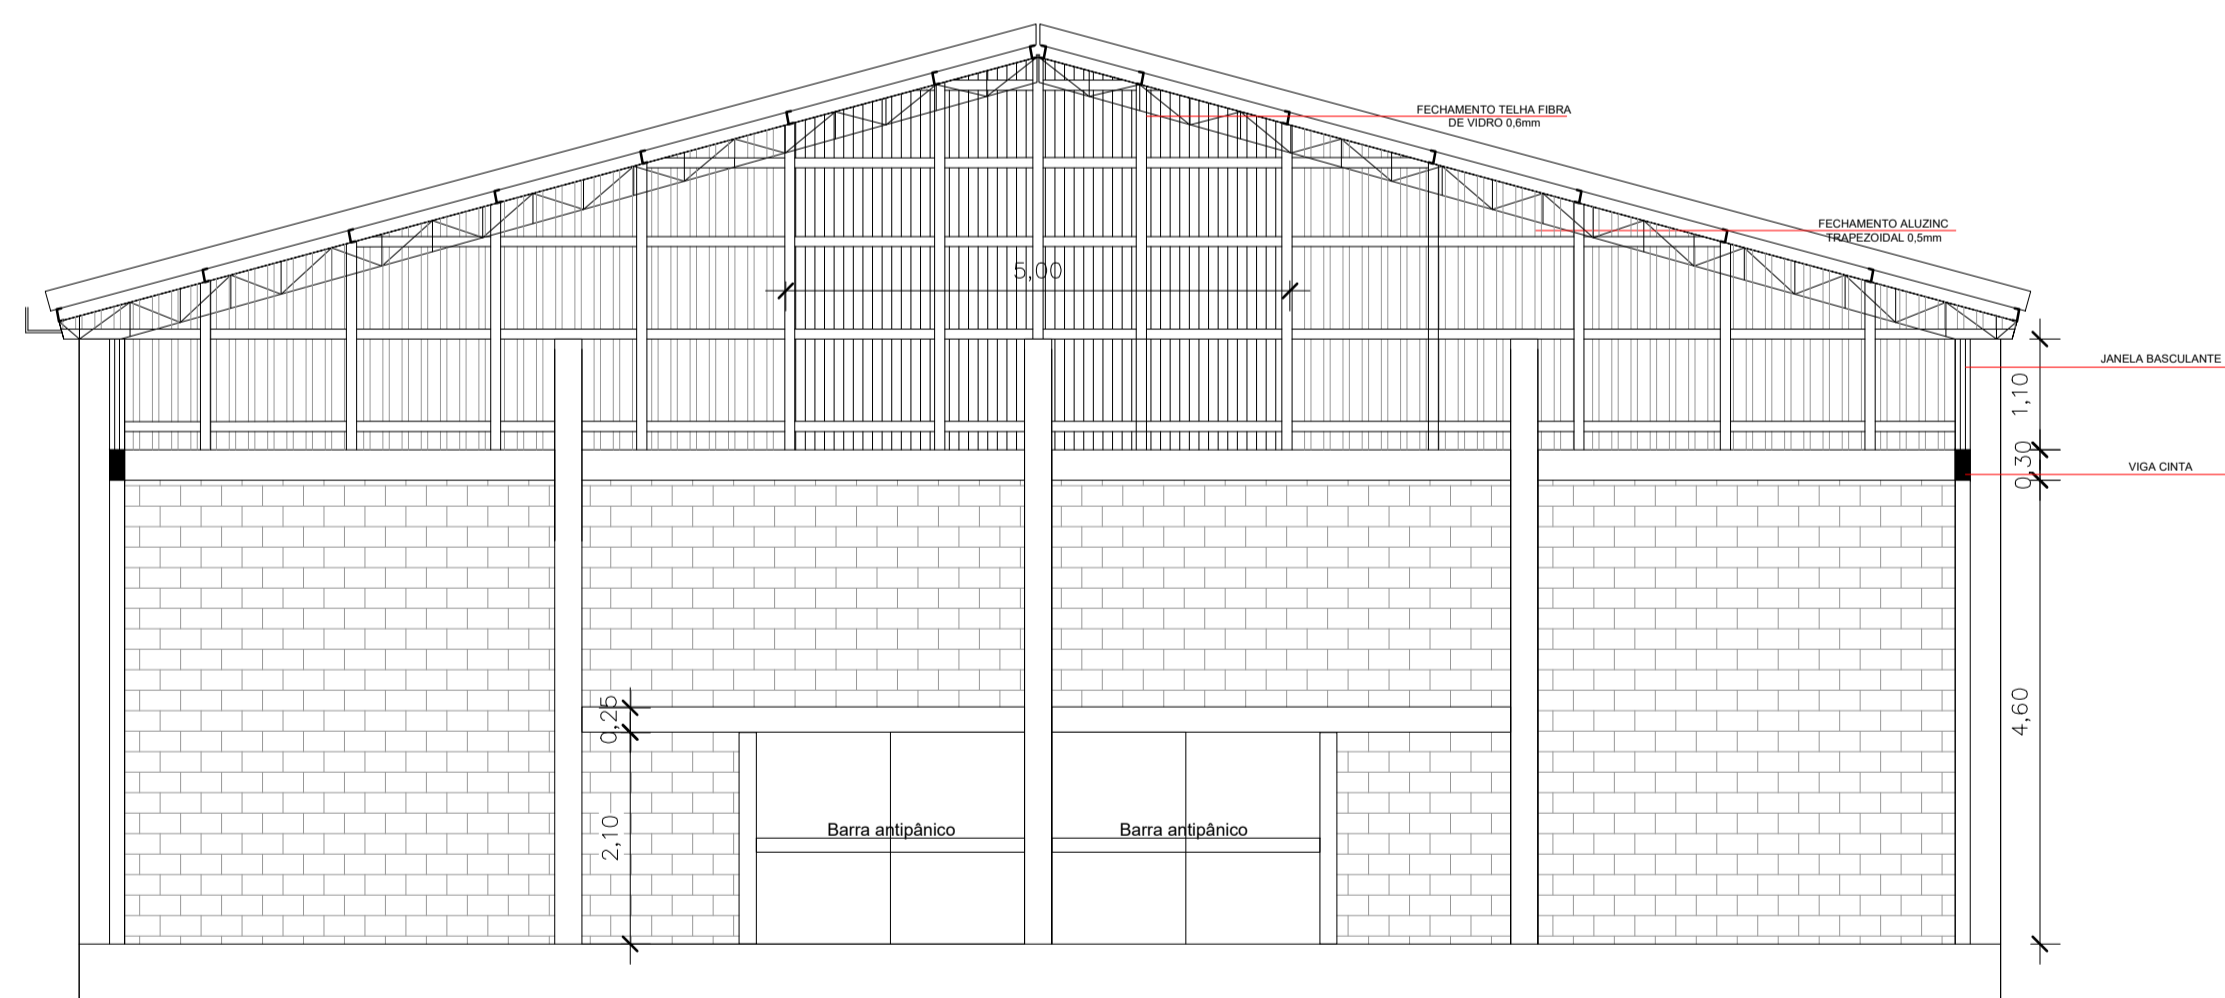 FECHAMENTO TELHA FIBRA
DE VIDRO 0,6mm
FECHAMENTO ALUZINC
TRAPEZOIDAL 0,5mm
5,00
JANELA BASCULANTE
1,10
0,30
VIGA CINTA
4,60
0,25
2,10
Barra antipânico
Barra antipânico